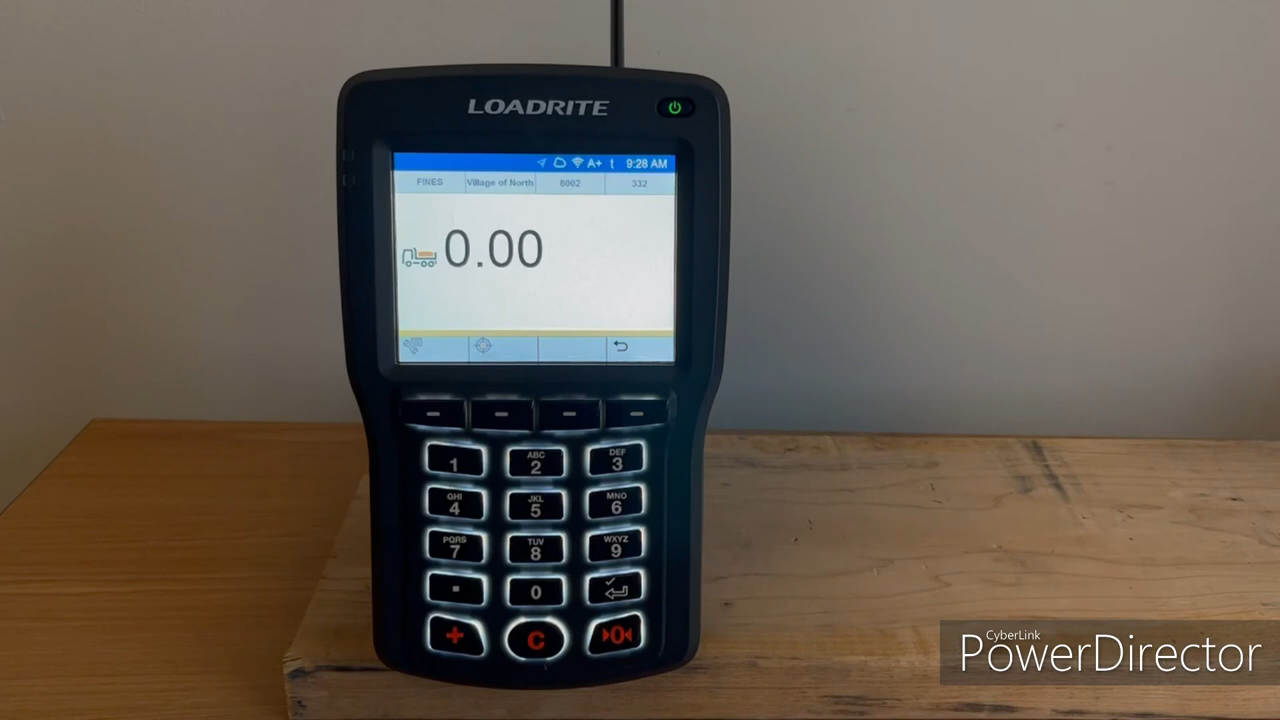 LOADRITE
A+ t 9:28 AM
FINES Village of North 8002 332
0.00
1 ABC 2 DEF 3
GHI 4 JKL 5 MNO 6
PQRS 7 TUV 8 WXYZ 9
. 0
+ C 0
CyberLink
PowerDirector